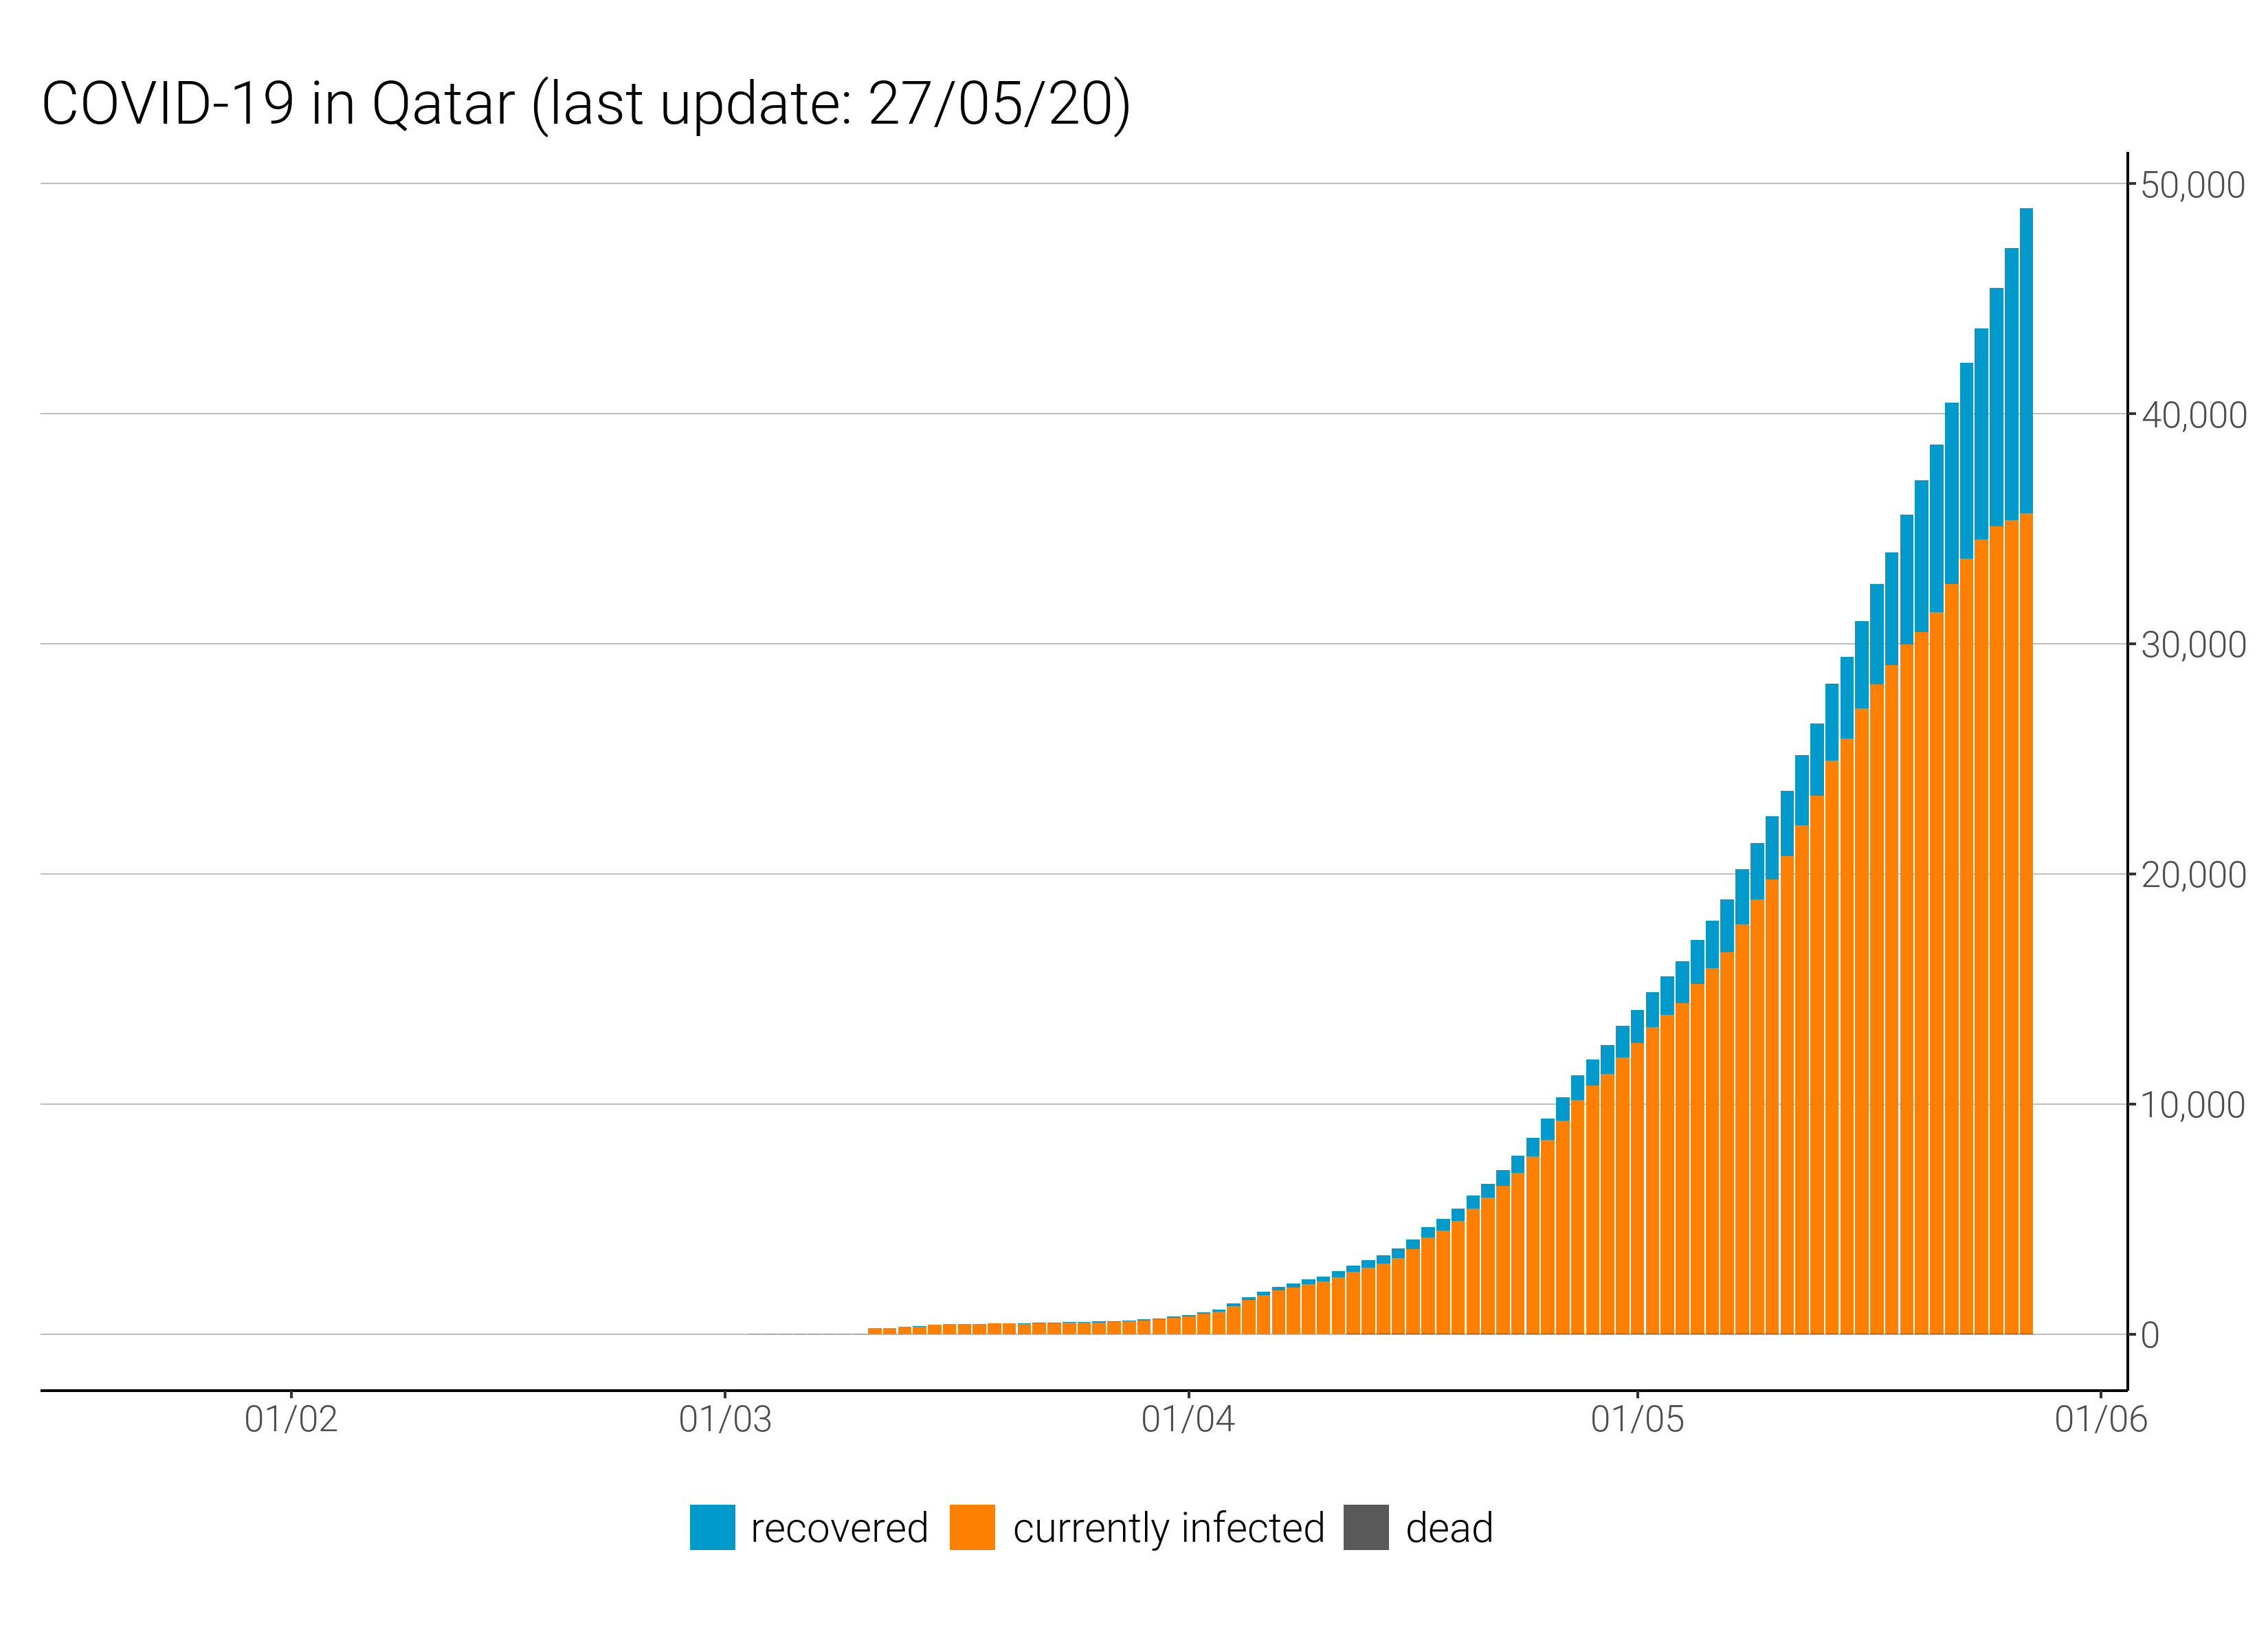 COVID-19 in Qatar (last update: 27/05/20)
50,000
40,000
30,000
20,000
10,000
0
01/02 01/03 01/04 01/05 01/06
recovered currently infected dead